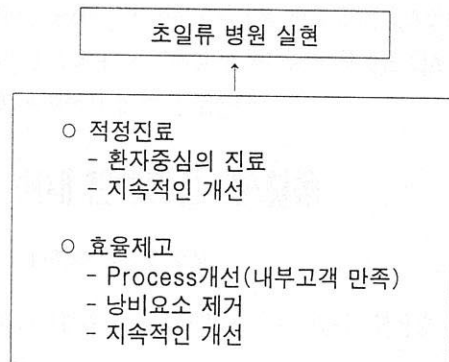 초일류 병원 실현
↑
○ 적정진료
- 환자중심의 진료
- 지속적인 개선
○ 효율제고
- Process개선(내부고객 만족)
- 낭비요소 제거
- 지속적인 개선